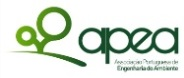 apea
Associação Portuguesa de
Engenharia do Ambiente